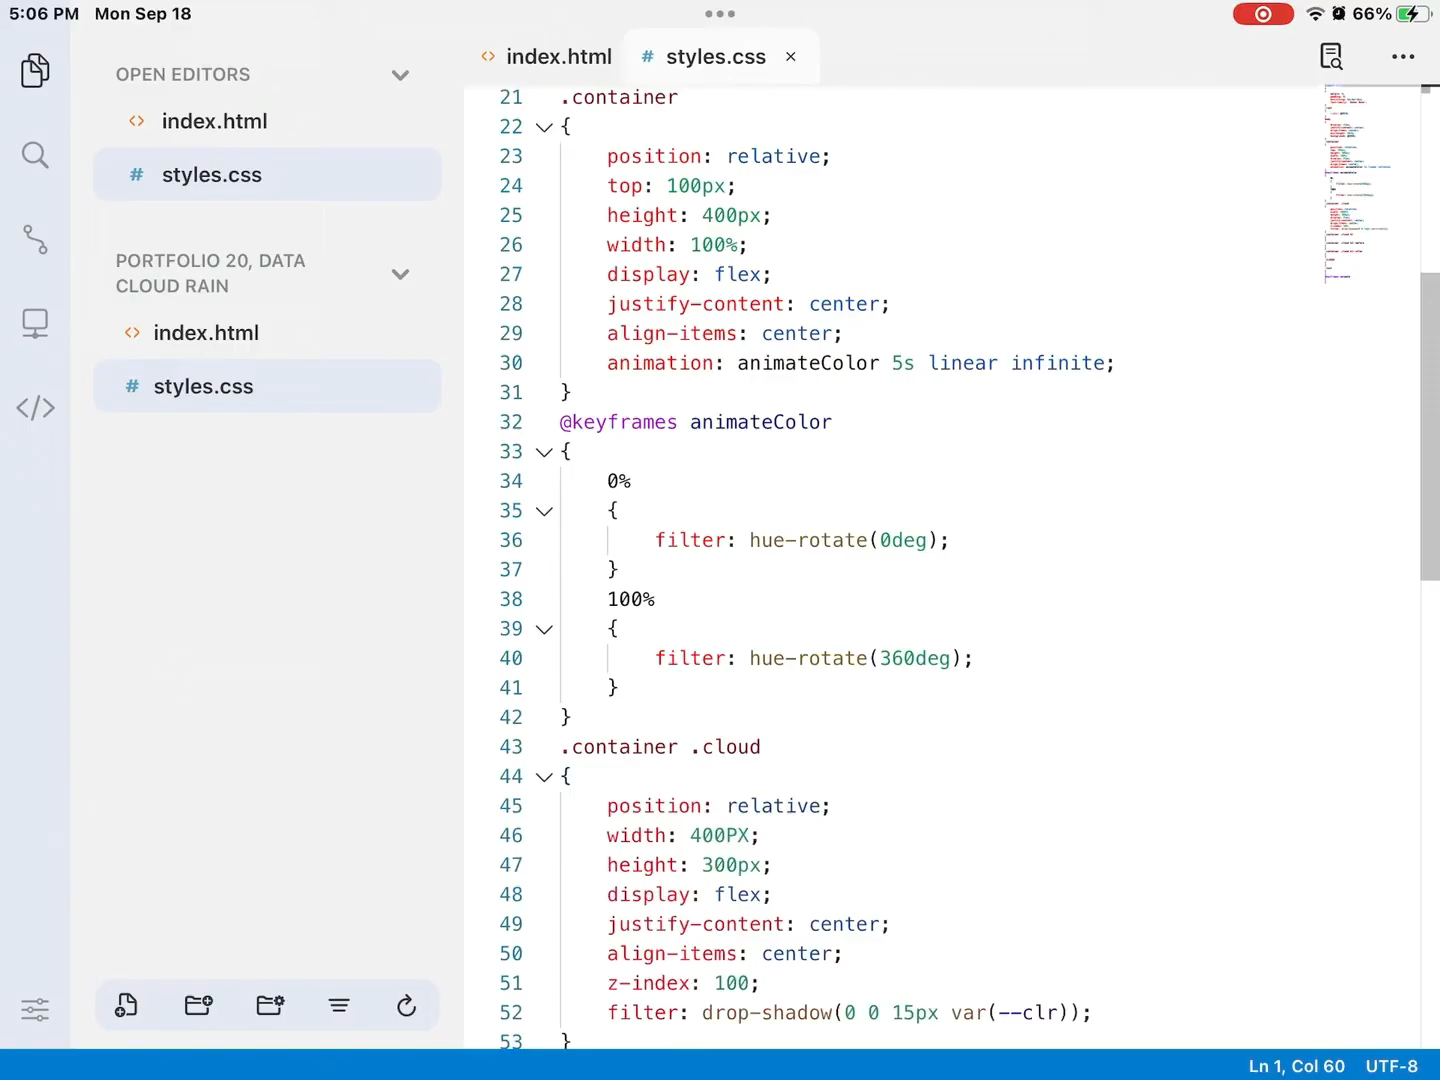 5:06 PM Mon Sep 18
66%
OPEN EDITORS
<> index.html
# styles.css
PORTFOLIO 20, DATA
CLOUD RAIN
<> index.html
# styles.css
<> index.html # styles.css ×
21 .container
22 {
23 position: relative;
24 top: 100px;
25 height: 400px;
26 width: 100%;
27 display: flex;
28 justify-content: center;
29 align-items: center;
30 animation: animateColor 5s linear infinite;
31 }
32 @keyframes animateColor
33 {
34 0%
35 {
36 filter: hue-rotate(0deg);
37 }
38 100%
39 {
40 filter: hue-rotate(360deg);
41 }
42 }
43 .container .cloud
44 {
45 position: relative;
46 width: 400PX;
47 height: 300px;
48 display: flex;
49 justify-content: center;
50 align-items: center;
51 z-index: 100;
52 filter: drop-shadow(0 0 15px var(--clr));
53 }
Ln 1, Col 60 UTF-8